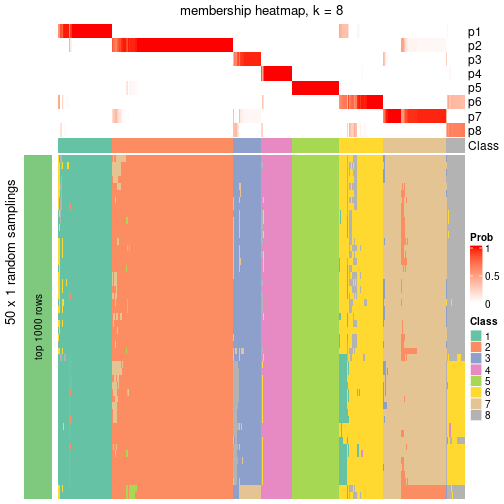 membership heatmap, k = 8
p1
p2
p3
p4
p5
p6
p7
p8
Class
50 x 1 random samplings
top 1000 rows
Prob
1
0.5
0
Class
1
2
3
4
5
6
7
8